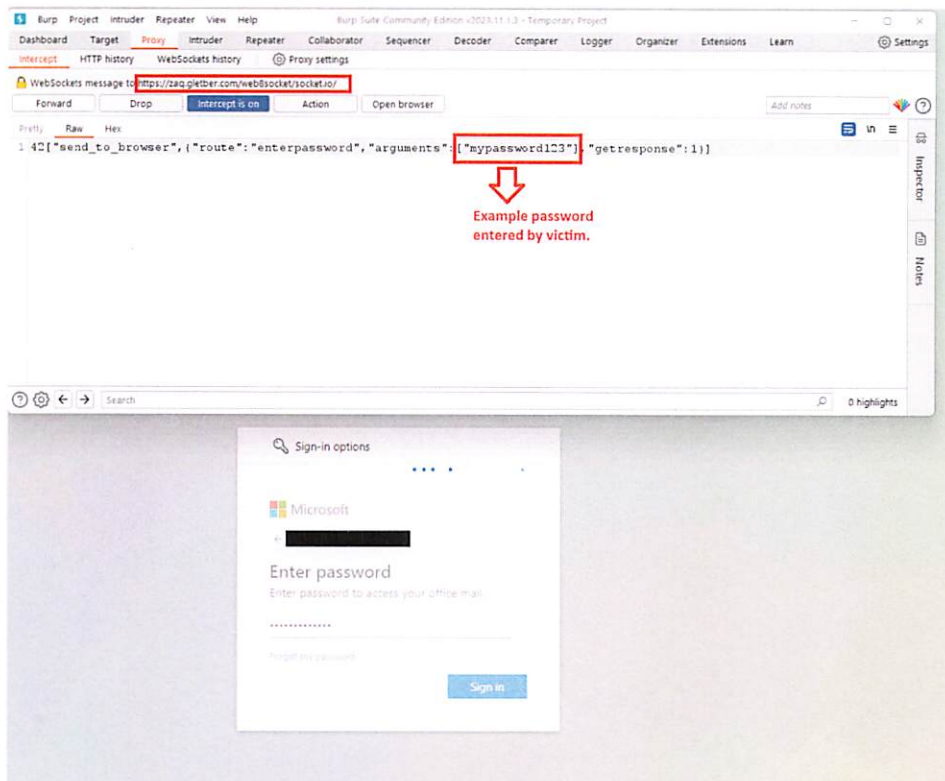 Burp Project Intruder Repeater View Help Burp Suite Community Edition v2023.11.1.3 - Temporary Project
Dashboard Target Proxy Intruder Repeater Collaborator Sequencer Decoder Comparer Logger Organizer Extensions Learn Settings
Intercept HTTP history WebSockets history Proxy settings
WebSockets message to https://zaq.gletber.com/web8socket/socket.io/
Forward Drop Intercept is on Action Open browser Add notes
Pretty Raw Hex \n
1 42["send_to_browser",{"route":"enterpassword","arguments":["mypassword123"],"getresponse":1}]
Inspector
Notes
Example password
entered by victim.
Search 0 highlights
Sign-in options
Microsoft
Enter password
Enter password to access your office mail.
Forgot my password
Sign in